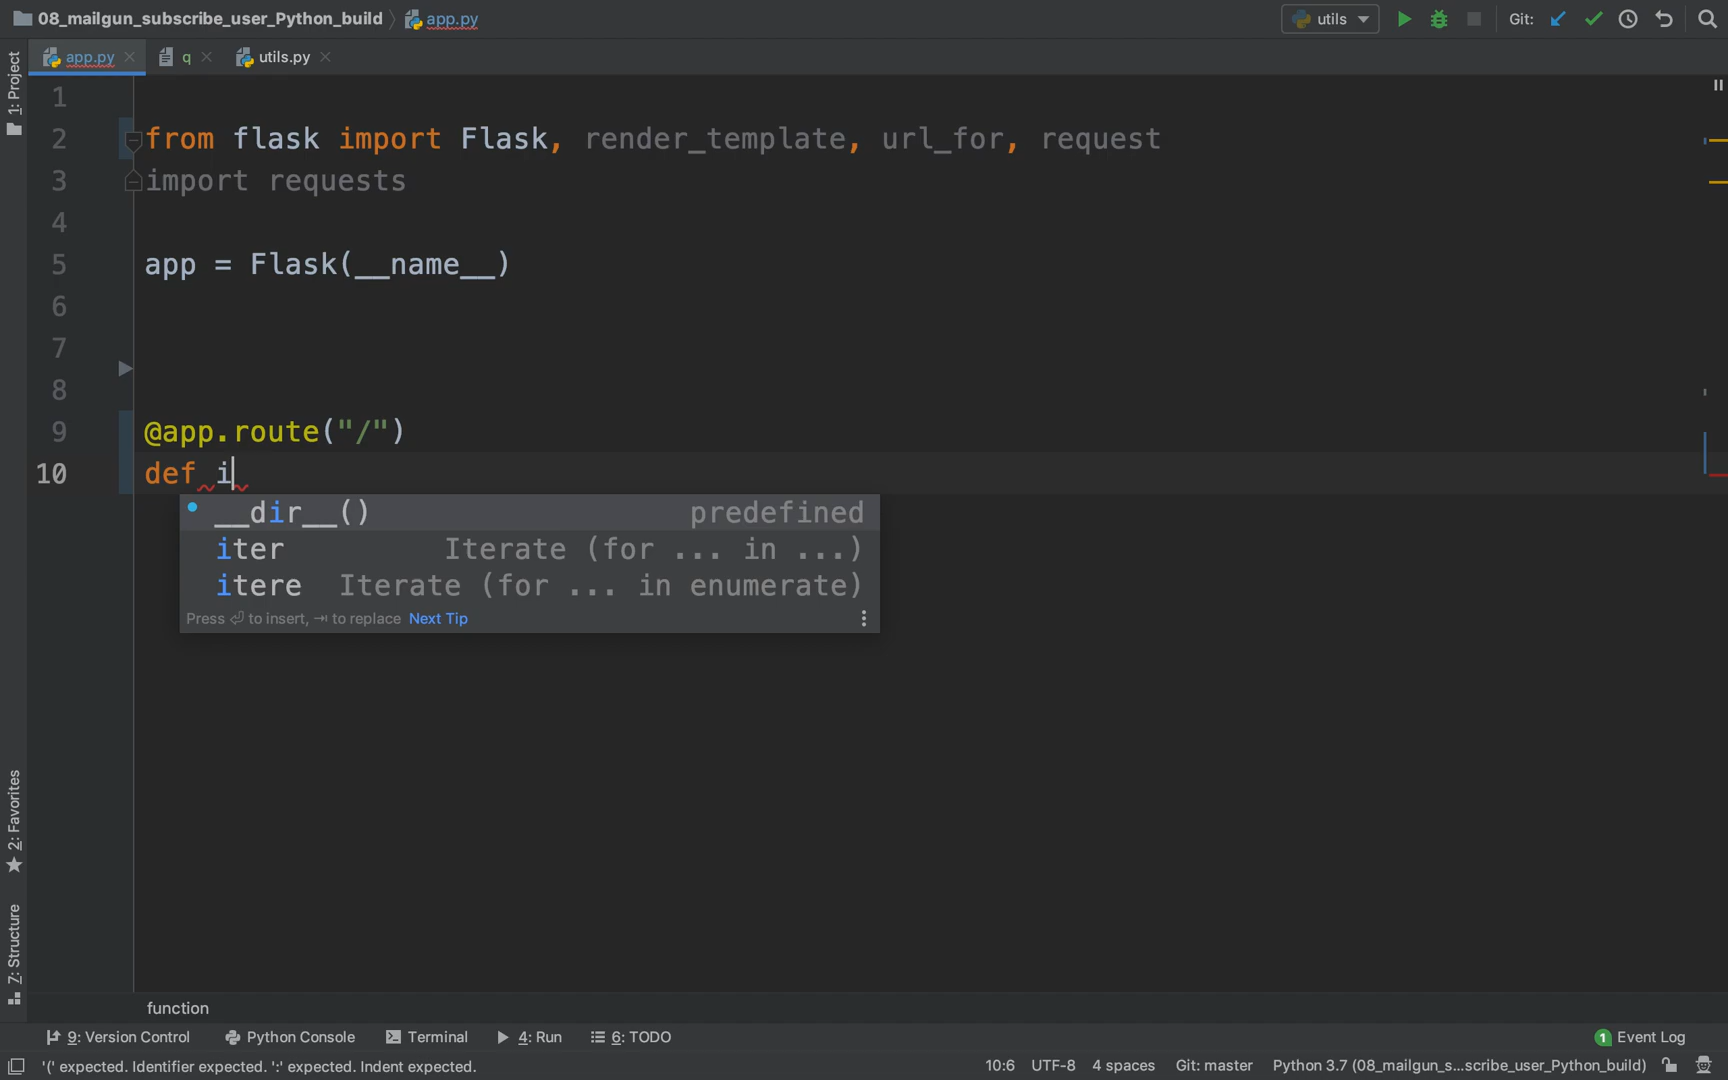 08_mailgun_subscribe_user_Python_build app.py utils Git:
app.py q utils.py
1: Project
1
2 from flask import Flask, render_template, url_for, request
3 import requests
4
5 app = Flask(__name__)
6
7
8
9 @app.route("/")
10 def i
__dir__() predefined
iter Iterate (for ... in ...)
itere Iterate (for ... in enumerate)
Press ⏎ to insert, ⇥ to replace Next Tip
2: Favorites
7: Structure
function
9: Version Control Python Console Terminal 4: Run 6: TODO 1 Event Log
'(' expected. Identifier expected. ':' expected. Indent expected. 10:6 UTF-8 4 spaces Git: master Python 3.7 (08_mailgun_s...scribe_user_Python_build)